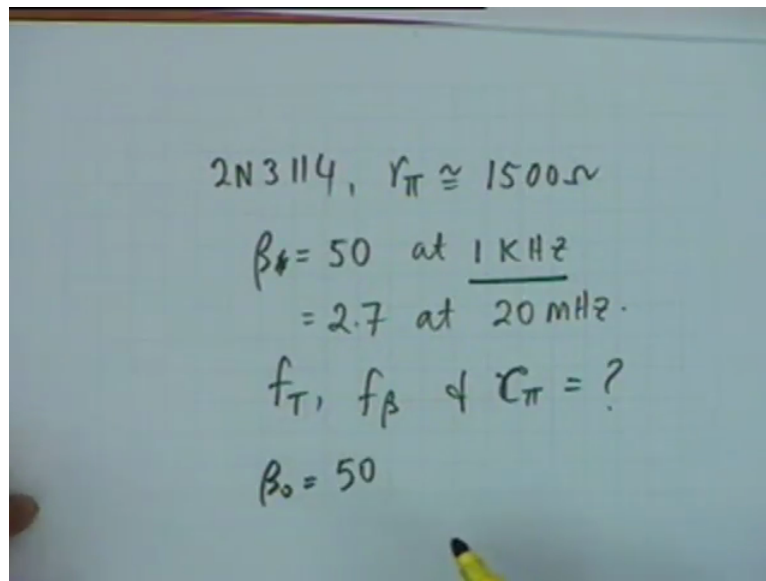 2N3114, rπ ≅ 1500Ω
β = 50 at 1 KHz
= 2.7 at 20 mHz.
fT, fβ & Cπ = ?
β₀ = 50